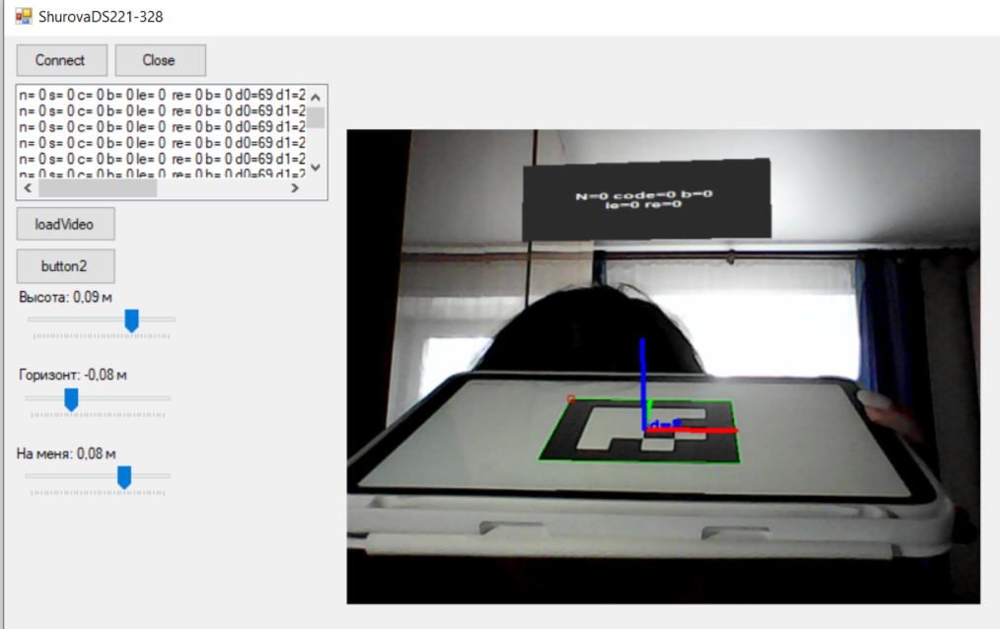 ShurovaDS221-328
Connect
Close
n= 0 s= 0 c= 0 b= 0 le= 0 re= 0 b= 0 d0=69 d1=2
n= 0 s= 0 c= 0 b= 0 le= 0 re= 0 b= 0 d0=69 d1=2
n= 0 s= 0 c= 0 b= 0 le= 0 re= 0 b= 0 d0=69 d1=2
n= 0 s= 0 c= 0 b= 0 le= 0 re= 0 b= 0 d0=69 d1=2
n= 0 s= 0 c= 0 b= 0 le= 0 re= 0 b= 0 d0=69 d1=2
n= 0 s= 0 c= 0 b= 0 le= 0 re= 0 b= 0 d0=69 d1=2
loadVideo
button2
Высота: 0,09 м
Горизонт: -0,08 м
На меня: 0,08 м
N=0 code=0 b=0
le=0 re=0